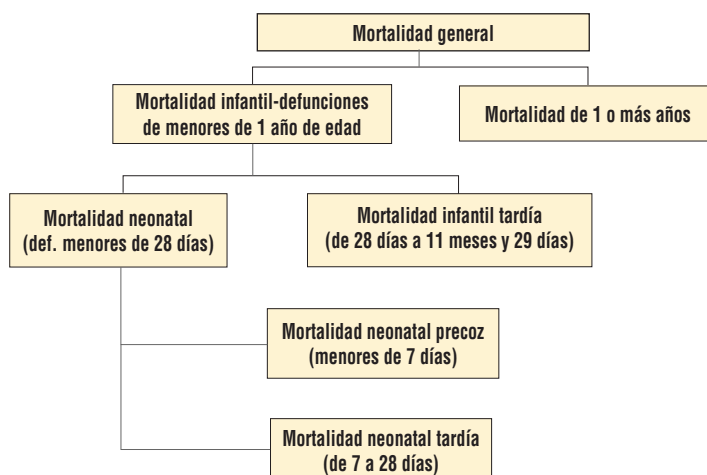 Mortalidad general
Mortalidad infantil-defunciones
de menores de 1 año de edad
Mortalidad de 1 o más años
Mortalidad neonatal
(def. menores de 28 días)
Mortalidad infantil tardía
(de 28 días a 11 meses y 29 días)
Mortalidad neonatal precoz
(menores de 7 días)
Mortalidad neonatal tardía
(de 7 a 28 días)